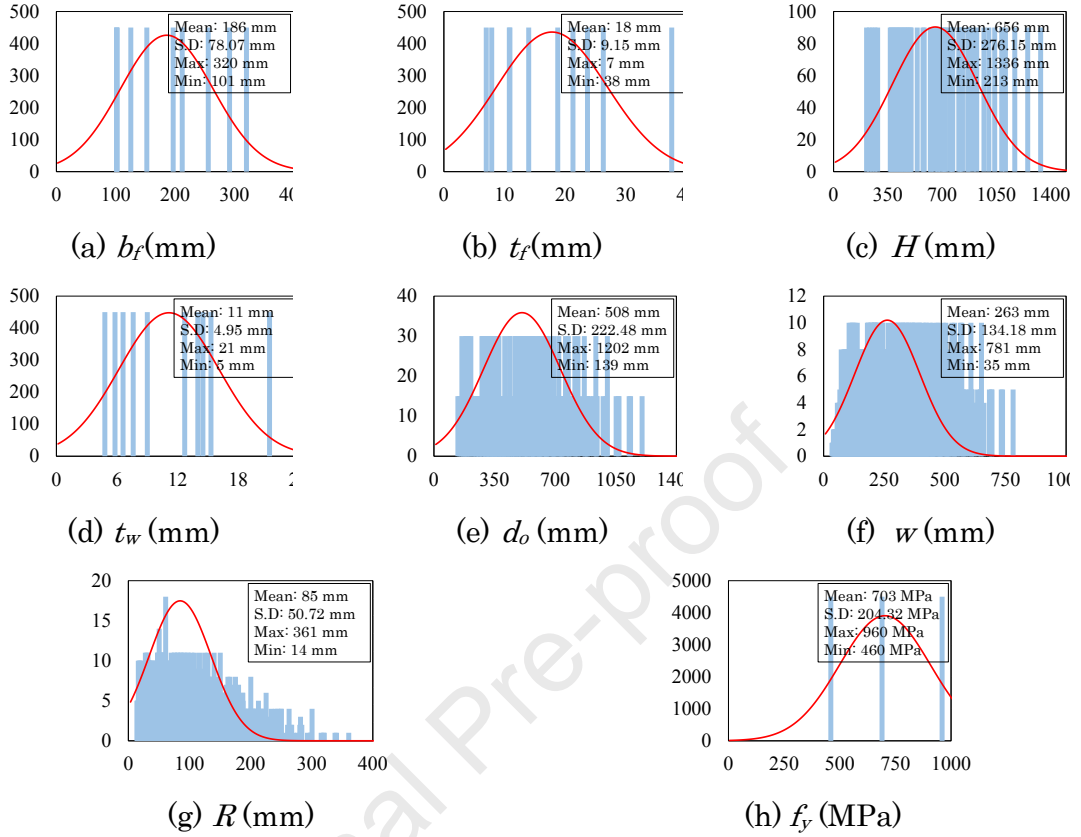 500
400
300
200
100
0
0 100 200 300 40
Mean: 186 mm
S.D: 78.07 mm
Max: 320 mm
Min: 101 mm
(a) bf (mm)
500
400
300
200
100
0
0 10 20 30 4
Mean: 18 mm
S.D: 9.15 mm
Max: 7 mm
Min: 38 mm
(b) tf (mm)
100
80
60
40
20
0
0 350 700 1050 1400
Mean: 656 mm
S.D: 276.15 mm
Max: 1336 mm
Min: 213 mm
(c) H (mm)
500
400
300
200
100
0
0 6 12 18 2
Mean: 11 mm
S.D: 4.95 mm
Max: 21 mm
Min: 5 mm
(d) tw (mm)
40
30
20
10
0
0 350 700 1050 140
Mean: 508 mm
S.D: 222.48 mm
Max: 1202 mm
Min: 139 mm
(e) do (mm)
12
10
8
6
4
2
0
0 250 500 750 100
Mean: 263 mm
S.D: 134.18 mm
Max: 781 mm
Min: 35 mm
(f) w (mm)
20
15
10
5
0
0 100 200 300 400
Mean: 85 mm
S.D: 50.72 mm
Max: 361 mm
Min: 14 mm
(g) R (mm)
5000
4000
3000
2000
1000
0
0 250 500 750 1000
Mean: 703 MPa
S.D: 204.32 MPa
Max: 960 MPa
Min: 460 MPa
(h) fy (MPa)
nal Pre-proof